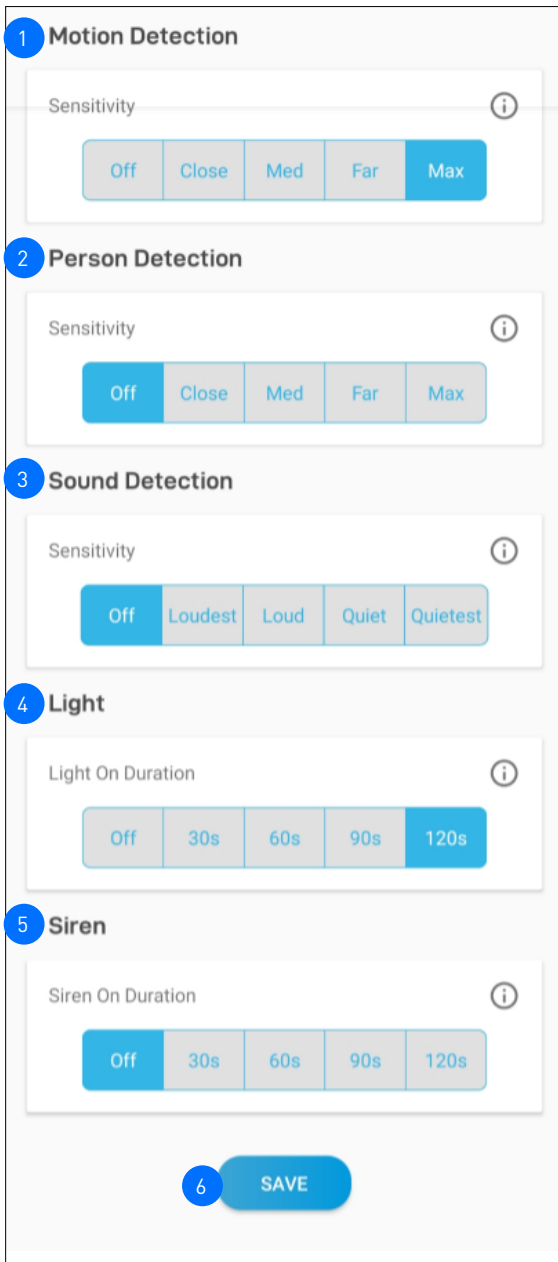 1 Motion Detection
Sensitivity
Off Close Med Far Max
2 Person Detection
Sensitivity
Off Close Med Far Max
3 Sound Detection
Sensitivity
Off Loudest Loud Quiet Quietest
4 Light
Light On Duration
Off 30s 60s 90s 120s
5 Siren
Siren On Duration
Off 30s 60s 90s 120s
6 SAVE